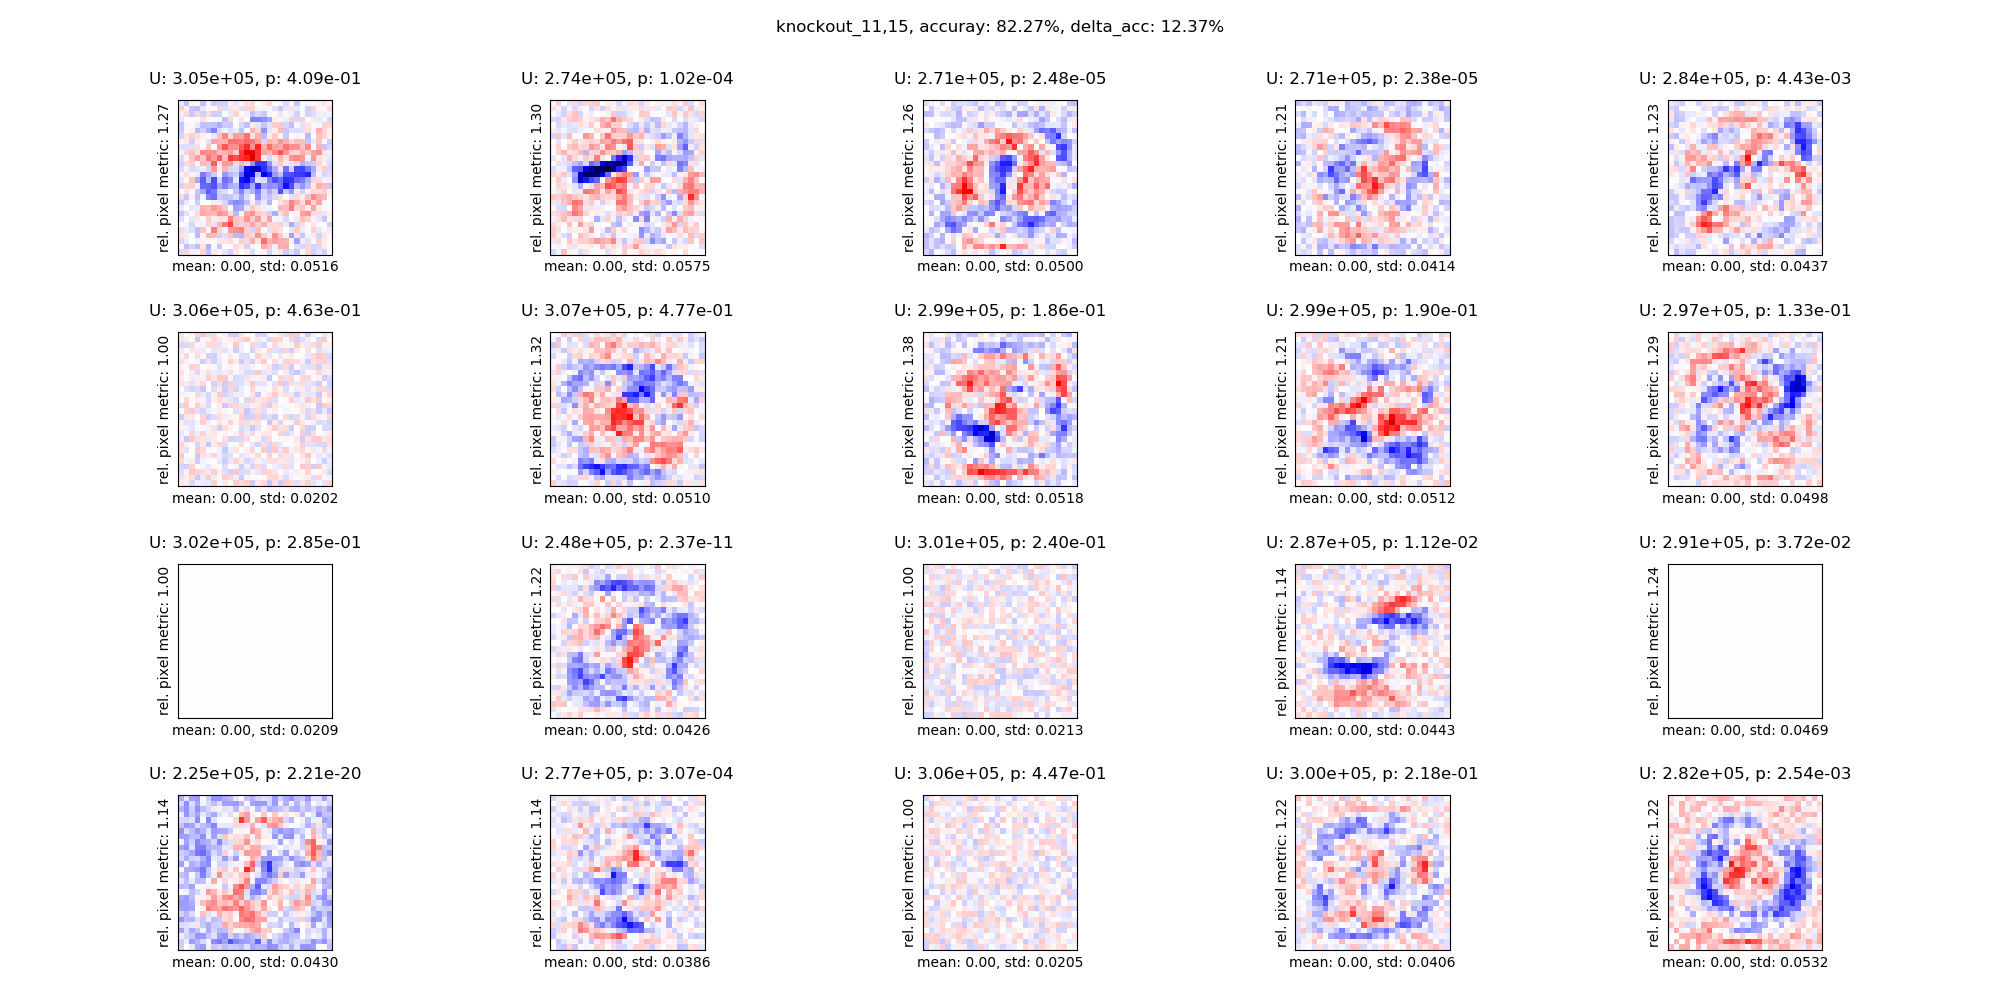 knockout_11,15, accuray: 82.27%, delta_acc: 12.37%
U: 3.05e+05, p: 4.09e-01
rel. pixel metric: 1.27
mean: 0.00, std: 0.0516
U: 2.74e+05, p: 1.02e-04
rel. pixel metric: 1.30
mean: 0.00, std: 0.0575
U: 2.71e+05, p: 2.48e-05
rel. pixel metric: 1.26
mean: 0.00, std: 0.0500
U: 2.71e+05, p: 2.38e-05
rel. pixel metric: 1.21
mean: 0.00, std: 0.0414
U: 2.84e+05, p: 4.43e-03
rel. pixel metric: 1.23
mean: 0.00, std: 0.0437
U: 3.06e+05, p: 4.63e-01
rel. pixel metric: 1.00
mean: 0.00, std: 0.0202
U: 3.07e+05, p: 4.77e-01
rel. pixel metric: 1.32
mean: 0.00, std: 0.0510
U: 2.99e+05, p: 1.86e-01
rel. pixel metric: 1.38
mean: 0.00, std: 0.0518
U: 2.99e+05, p: 1.90e-01
rel. pixel metric: 1.21
mean: 0.00, std: 0.0512
U: 2.97e+05, p: 1.33e-01
rel. pixel metric: 1.29
mean: 0.00, std: 0.0498
U: 3.02e+05, p: 2.85e-01
rel. pixel metric: 1.00
mean: 0.00, std: 0.0209
U: 2.48e+05, p: 2.37e-11
rel. pixel metric: 1.22
mean: 0.00, std: 0.0426
U: 3.01e+05, p: 2.40e-01
rel. pixel metric: 1.00
mean: 0.00, std: 0.0213
U: 2.87e+05, p: 1.12e-02
rel. pixel metric: 1.14
mean: 0.00, std: 0.0443
U: 2.91e+05, p: 3.72e-02
rel. pixel metric: 1.24
mean: 0.00, std: 0.0469
U: 2.25e+05, p: 2.21e-20
rel. pixel metric: 1.14
mean: 0.00, std: 0.0430
U: 2.77e+05, p: 3.07e-04
rel. pixel metric: 1.14
mean: 0.00, std: 0.0386
U: 3.06e+05, p: 4.47e-01
rel. pixel metric: 1.00
mean: 0.00, std: 0.0205
U: 3.00e+05, p: 2.18e-01
rel. pixel metric: 1.22
mean: 0.00, std: 0.0406
U: 2.82e+05, p: 2.54e-03
rel. pixel metric: 1.22
mean: 0.00, std: 0.0532